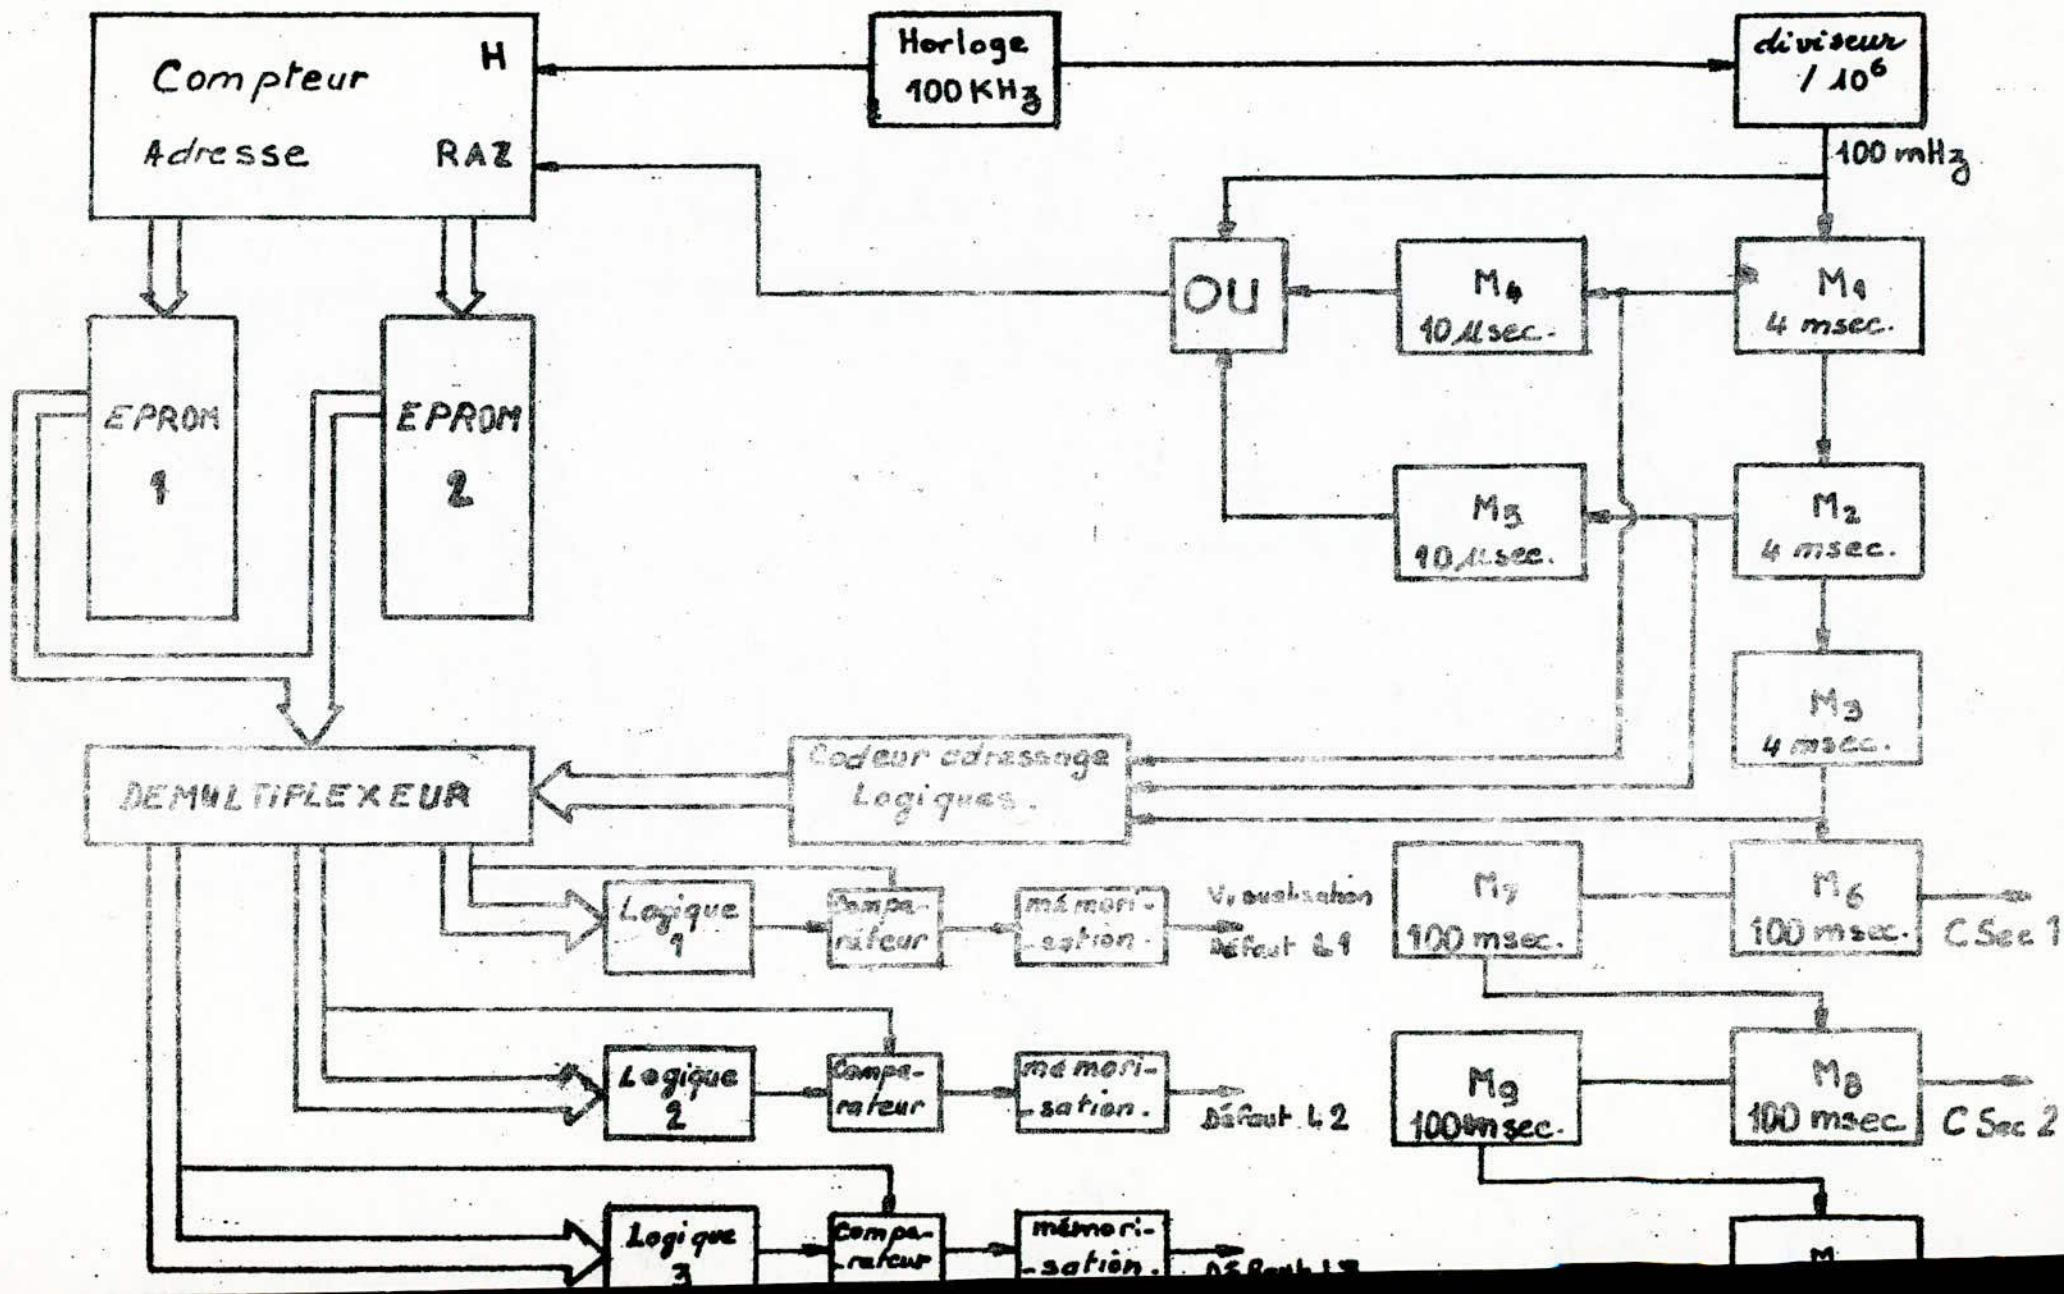 Compteur
Adresse
H
RAZ
Horloge
100 KHz
diviseur
/ 10⁶
100 mHz
OU
M4
10 µsec.
M1
4 msec.
EPROM
1
EPROM
2
M5
10 µsec.
M2
4 msec.
M3
4 msec.
DEMULTIPLEXEUR
Codeur adressage
Logiques.
Logique
1
Compa-
rateur
mémori-
-sation.
Visualisation
Défaut L1
M7
100 msec.
M6
100 msec.
C Sec 1
Logique
2
Compa-
rateur
mémori-
-sation.
Défaut L2
M9
100 msec.
M8
100 msec.
C Sec 2
Logique
3
Compa-
-rateur
mémori-
-sation.
Défaut
M